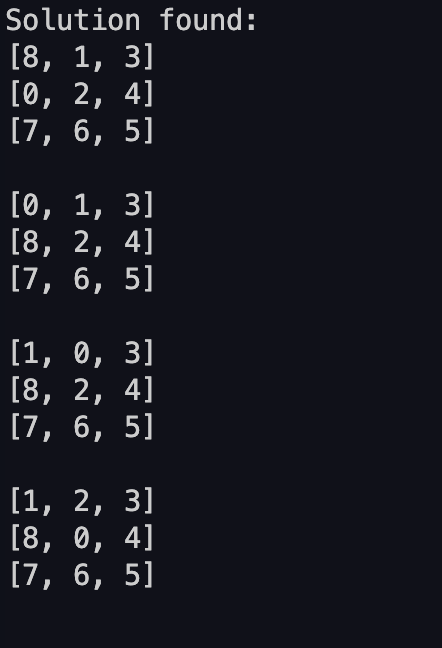 Solution found:
[8, 1, 3]
[0, 2, 4]
[7, 6, 5]

[0, 1, 3]
[8, 2, 4]
[7, 6, 5]

[1, 0, 3]
[8, 2, 4]
[7, 6, 5]

[1, 2, 3]
[8, 0, 4]
[7, 6, 5]